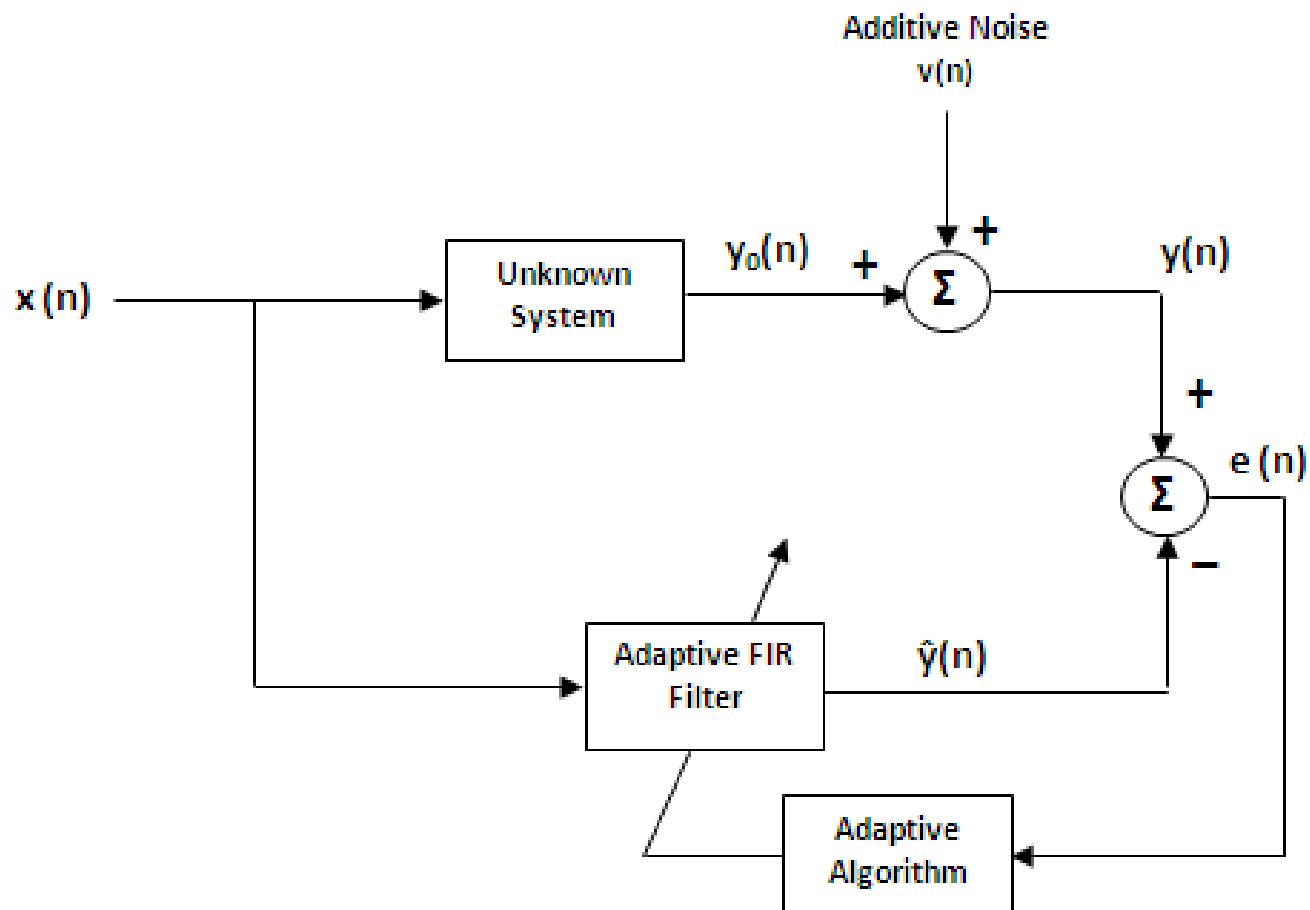 Additive Noise
v(n)
+
y₀(n)
+
Σ
y(n)
Unknown
System
x (n)
+
e (n)
Σ
−
Adaptive FIR
Filter
ŷ(n)
Adaptive
Algorithm